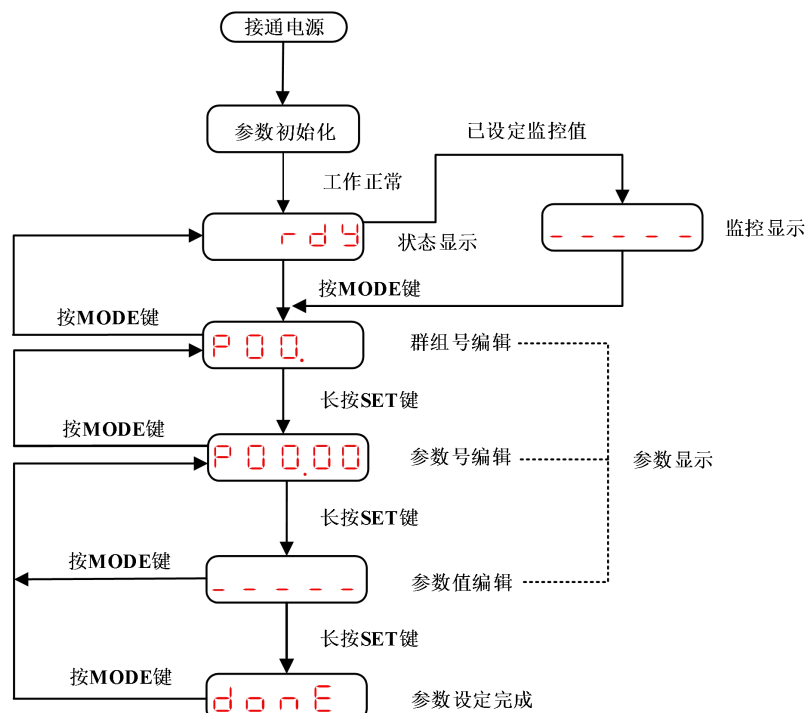 接通电源
参数初始化
已设定监控值
工作正常
rdy
状态显示
_ _ _ _ _
监控显示
按MODE键
按MODE键
P00.
群组号编辑
长按SET键
按MODE键
P00.00
参数号编辑
参数显示
长按SET键
按MODE键
_ _ _ _ _
参数值编辑
长按SET键
按MODE键
donE
参数设定完成